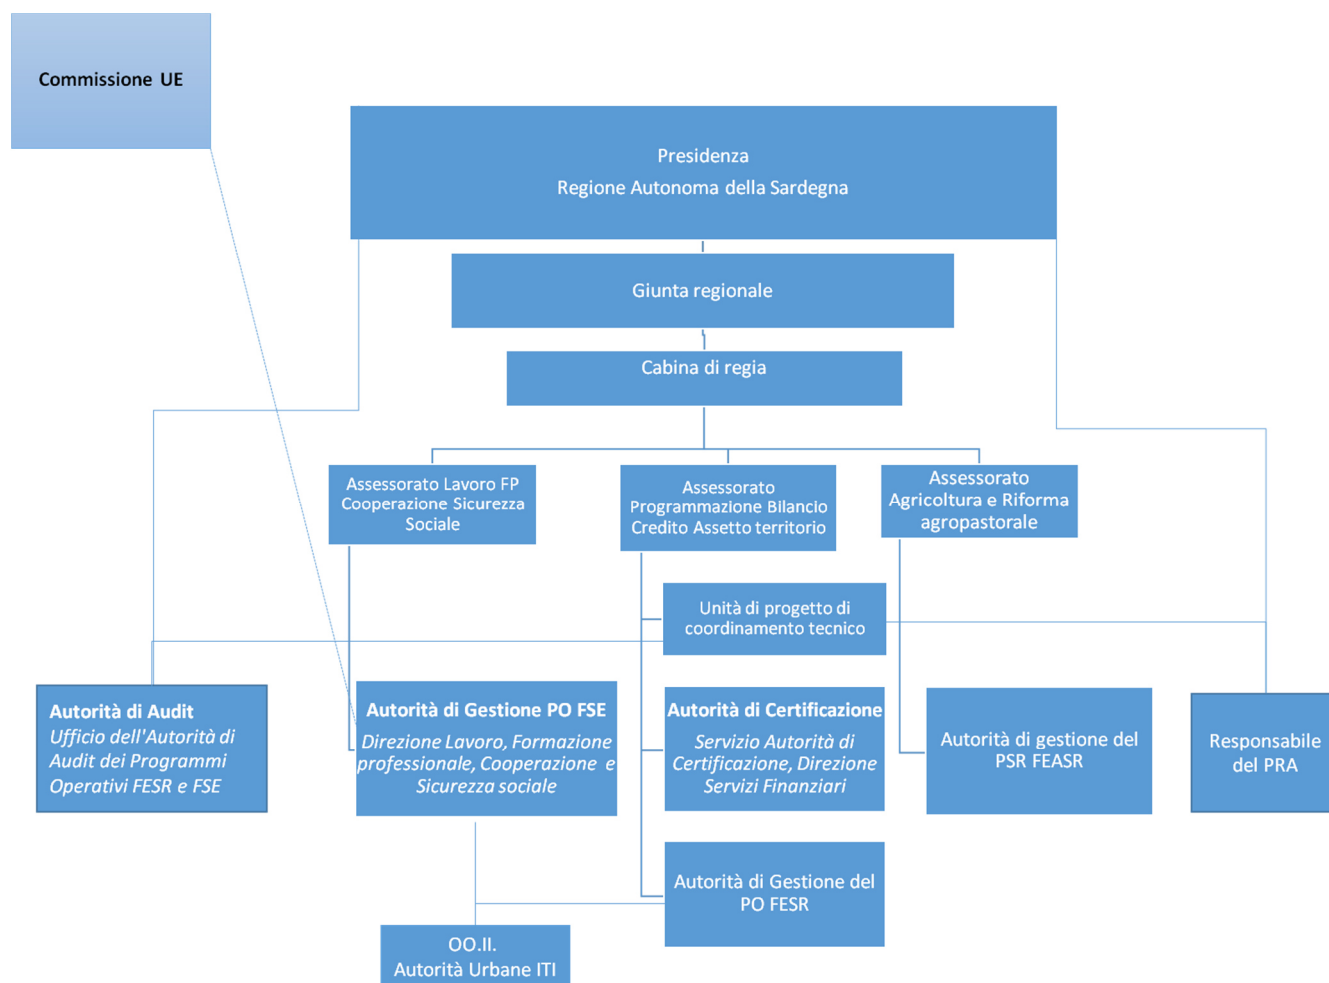 Commissione UE
Presidenza
Regione Autonoma della Sardegna
Giunta regionale
Cabina di regia
Assessorato Lavoro FP
Cooperazione Sicurezza
Sociale
Assessorato
Programmazione Bilancio
Credito Assetto territorio
Assessorato
Agricoltura e Riforma
agropastorale
Unità di progetto di
coordinamento tecnico
Autorità di Audit
Ufficio dell'Autorità di
Audit dei Programmi
Operativi FESR e FSE
Autorità di Gestione PO FSE
Direzione Lavoro, Formazione
professionale, Cooperazione e
Sicurezza sociale
Autorità di Certificazione
Servizio Autorità di
Certificazione, Direzione
Servizi Finanziari
Autorità di gestione del
PSR FEASR
Responsabile
del PRA
Autorità di Gestione del
PO FESR
OO.II.
Autorità Urbane ITI